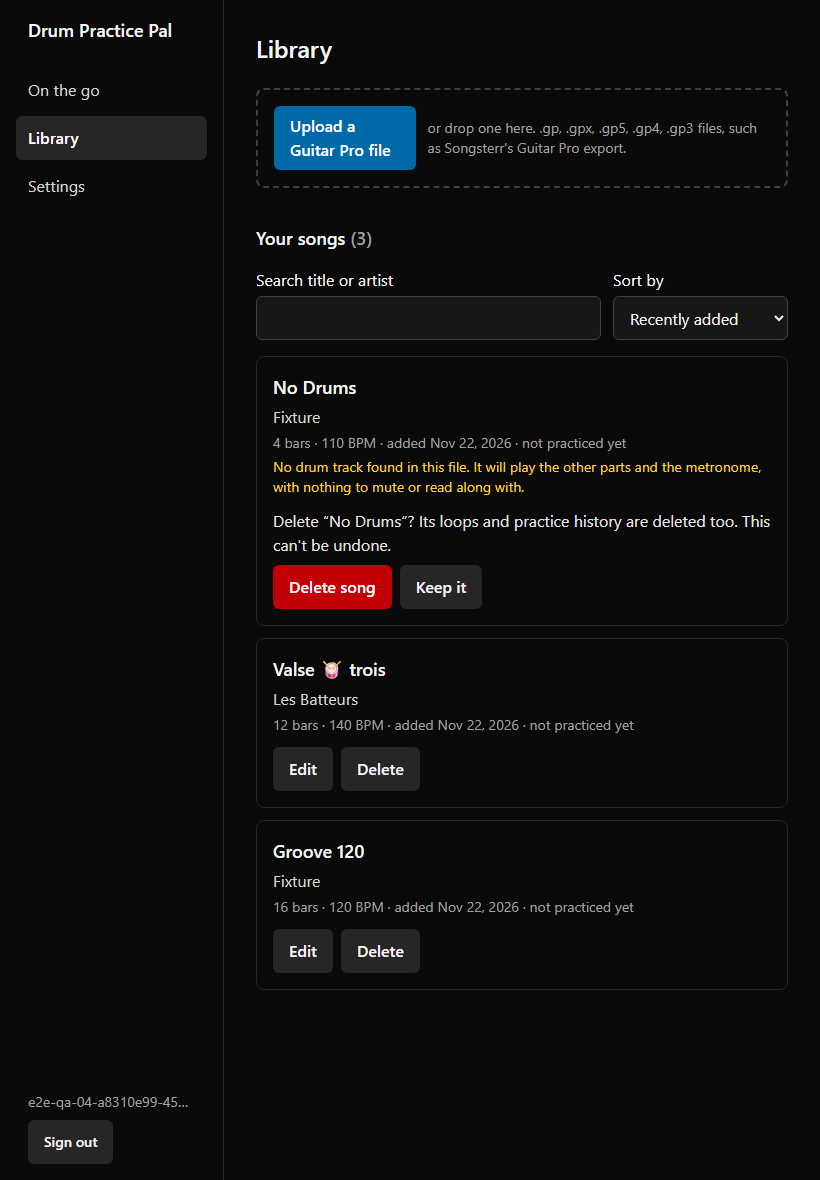 Drum Practice Pal
On the go
Library
Settings
Library
Upload a
Guitar Pro file
or drop one here. .gp, .gpx, .gp5, .gp4, .gp3 files, such
as Songsterr's Guitar Pro export.
Your songs (3)
Search title or artist
Sort by
Recently added
No Drums
Fixture
4 bars · 110 BPM · added Nov 22, 2026 · not practiced yet
No drum track found in this file. It will play the other parts and the metronome,
with nothing to mute or read along with.
Delete “No Drums”? Its loops and practice history are deleted too. This
can't be undone.
Delete song
Keep it
Valse 🥁 trois
Les Batteurs
12 bars · 140 BPM · added Nov 22, 2026 · not practiced yet
Edit
Delete
Groove 120
Fixture
16 bars · 120 BPM · added Nov 22, 2026 · not practiced yet
Edit
Delete
e2e-qa-04-a8310e99-45...
Sign out